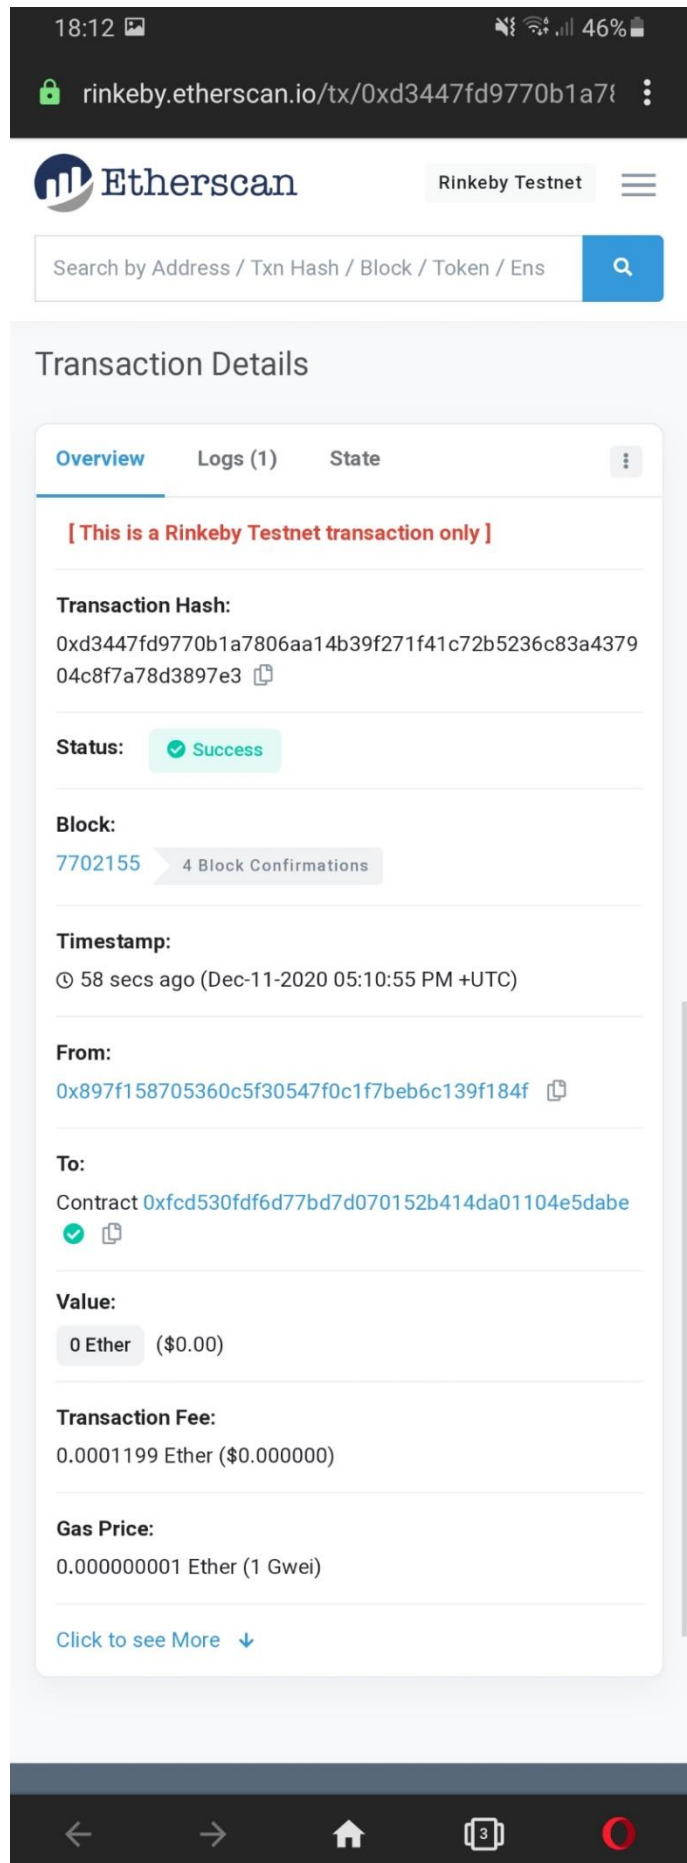 18:12 46%
rinkeby.etherscan.io/tx/0xd3447fd9770b1a78
Etherscan Rinkeby Testnet
Search by Address / Txn Hash / Block / Token / Ens
Transaction Details
Overview Logs (1) State
[ This is a Rinkeby Testnet transaction only ]
Transaction Hash:
0xd3447fd9770b1a7806aa14b39f271f41c72b5236c83a4379
04c8f7a78d3897e3
Status: Success
Block:
7702155 4 Block Confirmations
Timestamp:
58 secs ago (Dec-11-2020 05:10:55 PM +UTC)
From:
0x897f158705360c5f30547f0c1f7beb6c139f184f
To:
Contract 0xfcd530fdf6d77bd7d070152b414da01104e5dabe
Value:
0 Ether ($0.00)
Transaction Fee:
0.0001199 Ether ($0.000000)
Gas Price:
0.000000001 Ether (1 Gwei)
Click to see More
3